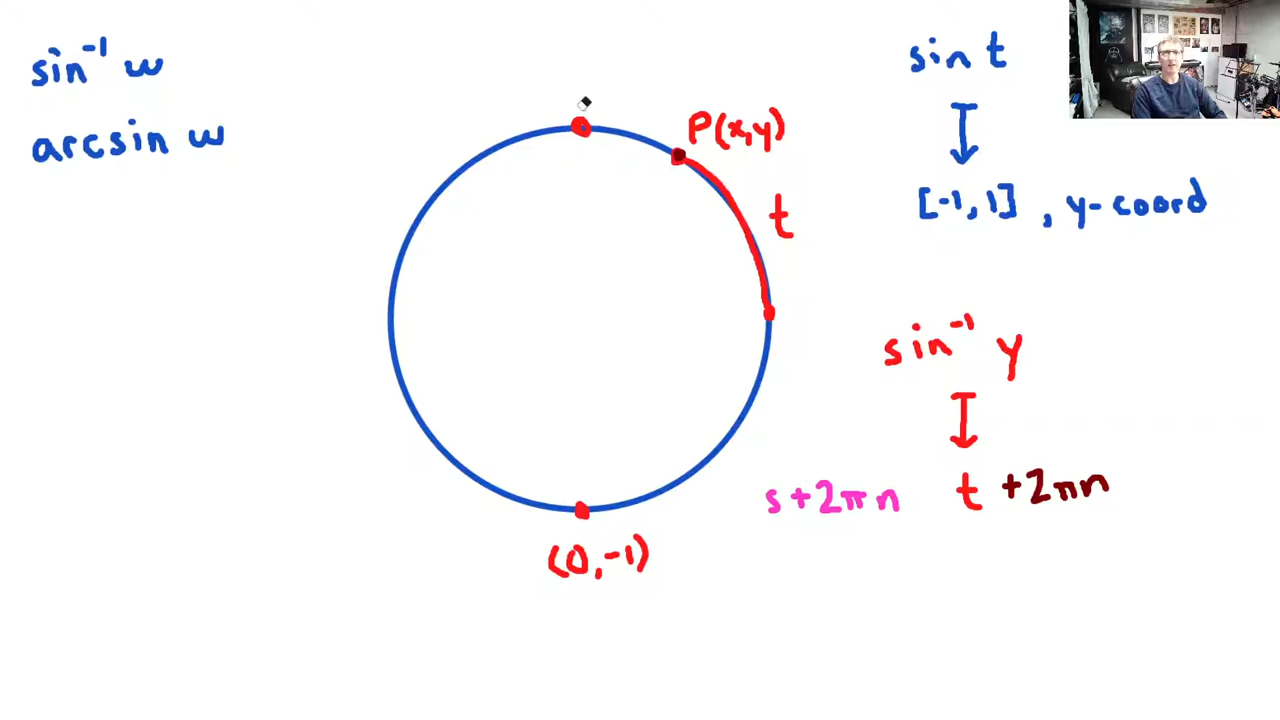 sin⁻¹ w
arcsin w
P(x,y)
t
(0,-1)
sin t
[-1,1] , y-coord
sin⁻¹ y
s+2πn
t +2πn